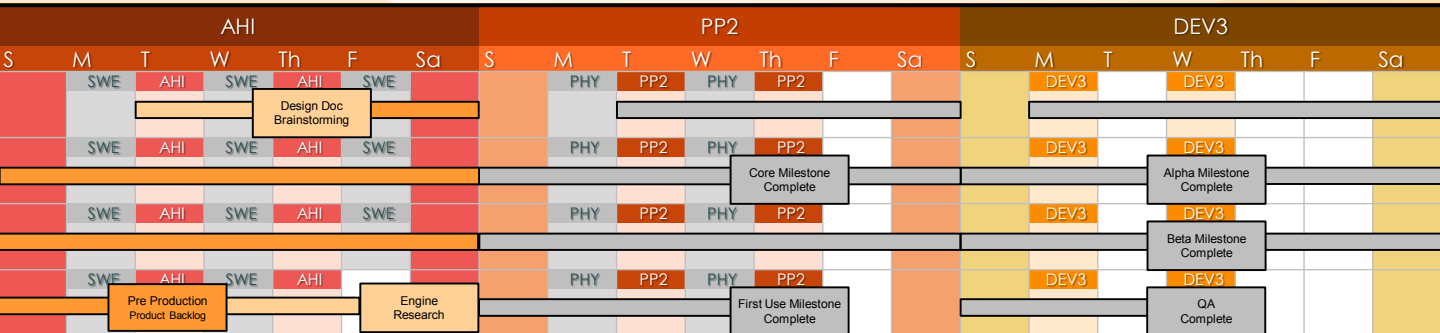 AHI PP2 DEV3
S M T W Th F Sa S M T W Th F Sa S M T W Th F Sa
SWE AHI SWE AHI SWE PHY PP2 PHY PP2 DEV3 DEV3
Design Doc
Brainstorming
SWE AHI SWE AHI SWE PHY PP2 PHY PP2 DEV3 DEV3
Core Milestone Alpha Milestone
Complete Complete
SWE AHI SWE AHI SWE PHY PP2 PHY PP2 DEV3 DEV3
Beta Milestone
Complete
SWE AHI SWE AHI PHY PP2 PHY PP2 DEV3 DEV3
Pre Production Engine First Use Milestone QA
Product Backlog Research Complete Complete